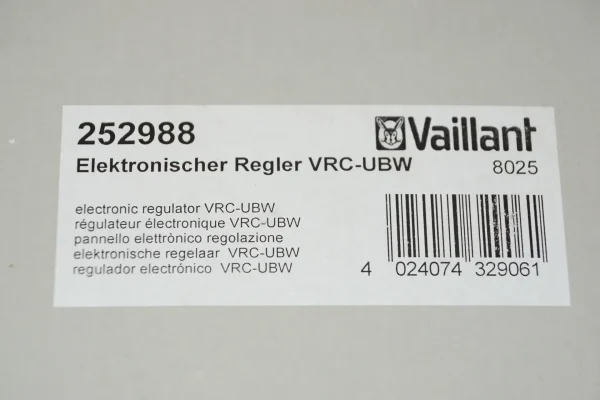 252988
Vaillant
Elektronischer Regler VRC-UBW
8025
electronic regulator VRC-UBW
régulateur électronique VRC-UBW
pannello elettrònico regolazione
elektronische regelaar VRC-UBW
regulador electrónico VRC-UBW
4 024074 329061